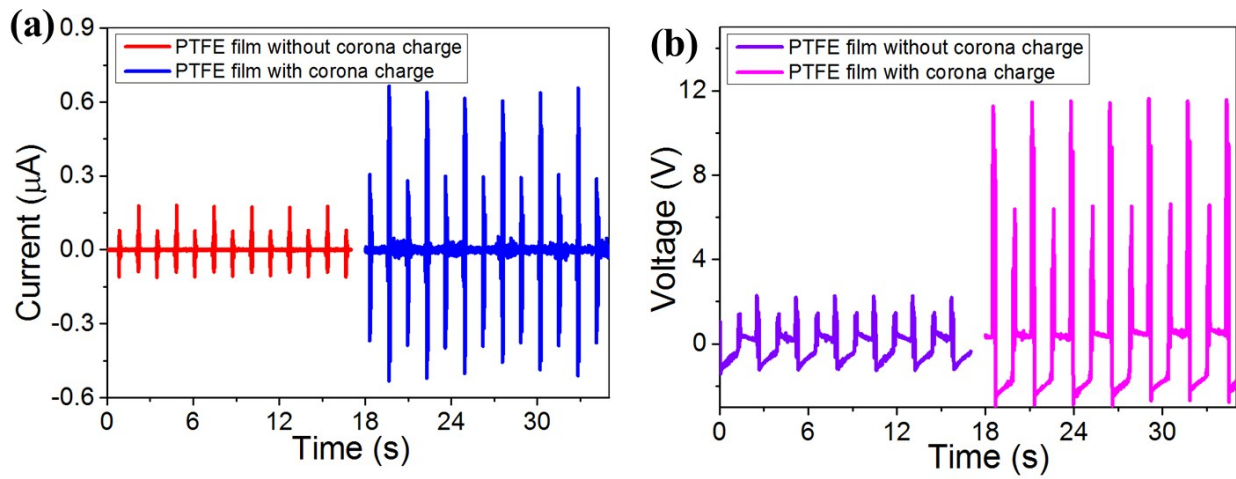 (a)
PTFE film without corona charge
PTFE film with corona charge
0.9
0.6
0.3
0.0
-0.3
-0.6
Current (μA)
0 6 12 18 24 30
Time (s)
(b)
PTFE film without corona charge
PTFE film with corona charge
12
8
4
0
Voltage (V)
0 6 12 18 24 30
Time (s)